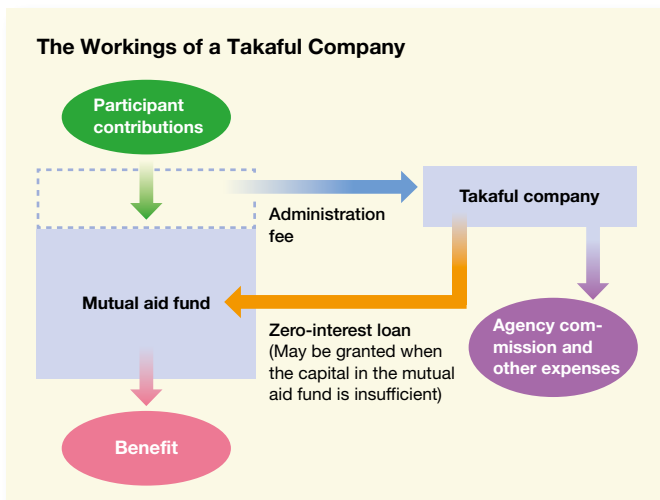 The Workings of a Takaful Company
Participant
contributions
Administration
fee
Takaful company
Mutual aid fund
Zero-interest loan
(May be granted when
the capital in the mutual
aid fund is insufficient)
Agency com-
mission and
other expenses
Benefit